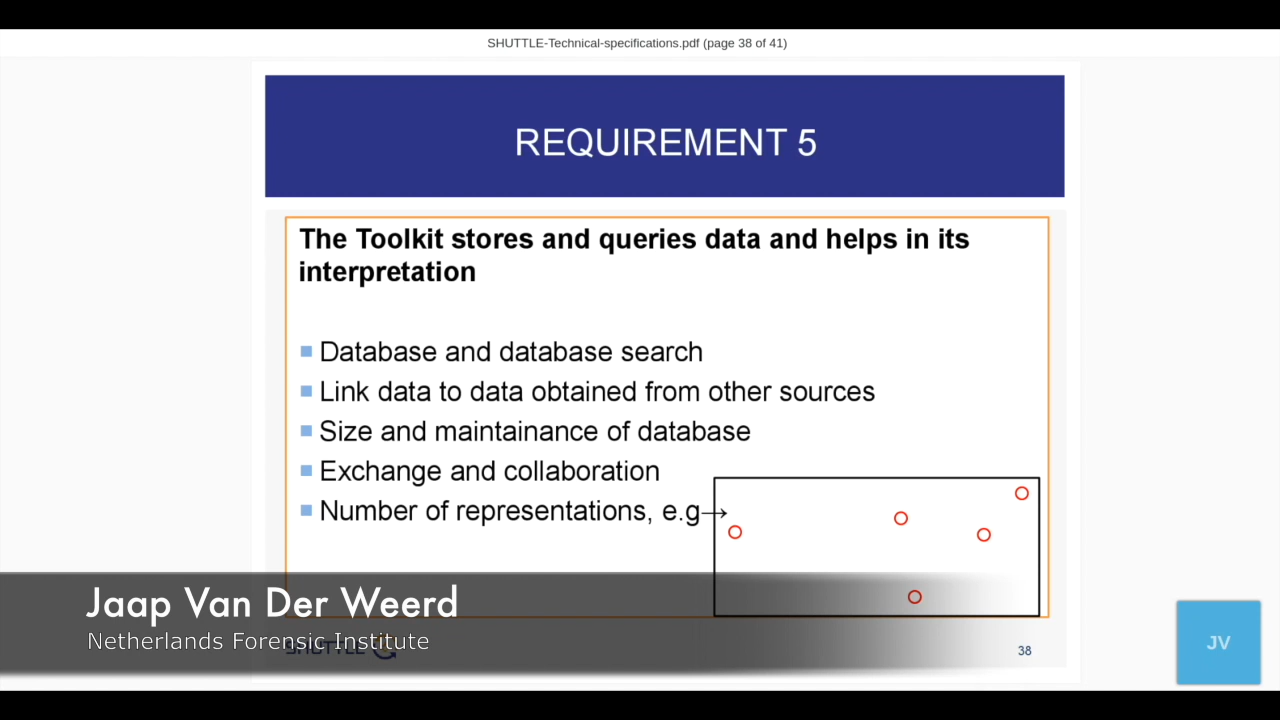 SHUTTLE-Technical-specifications.pdf (page 38 of 41)
REQUIREMENT 5
The Toolkit stores and queries data and helps in its
interpretation
Database and database search
Link data to data obtained from other sources
Size and maintainance of database
Exchange and collaboration
Number of representations, e.g→
Jaap Van Der Weerd
Netherlands Forensic Institute
SHUTTLE
38
JV